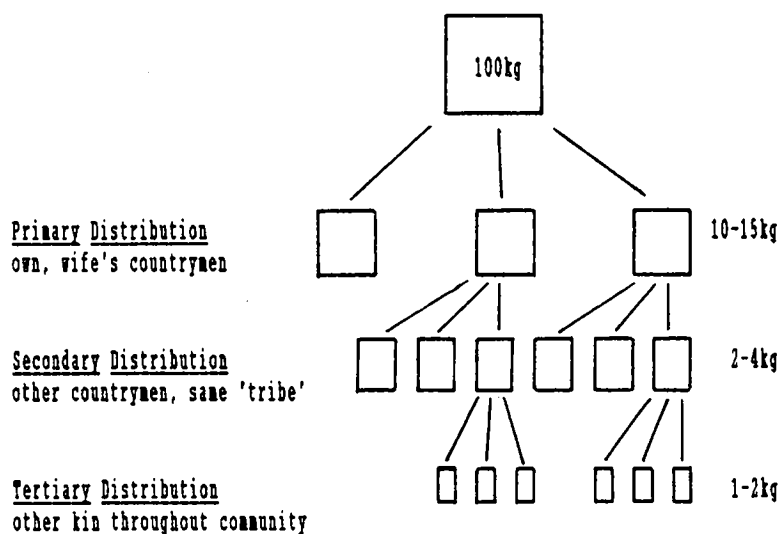 100kg
Primary Distribution
own, wife's countrymen
10-15kg
Secondary Distribution
other countrymen, same 'tribe'
2-4kg
Tertiary Distribution
other kin throughout community
1-2kg